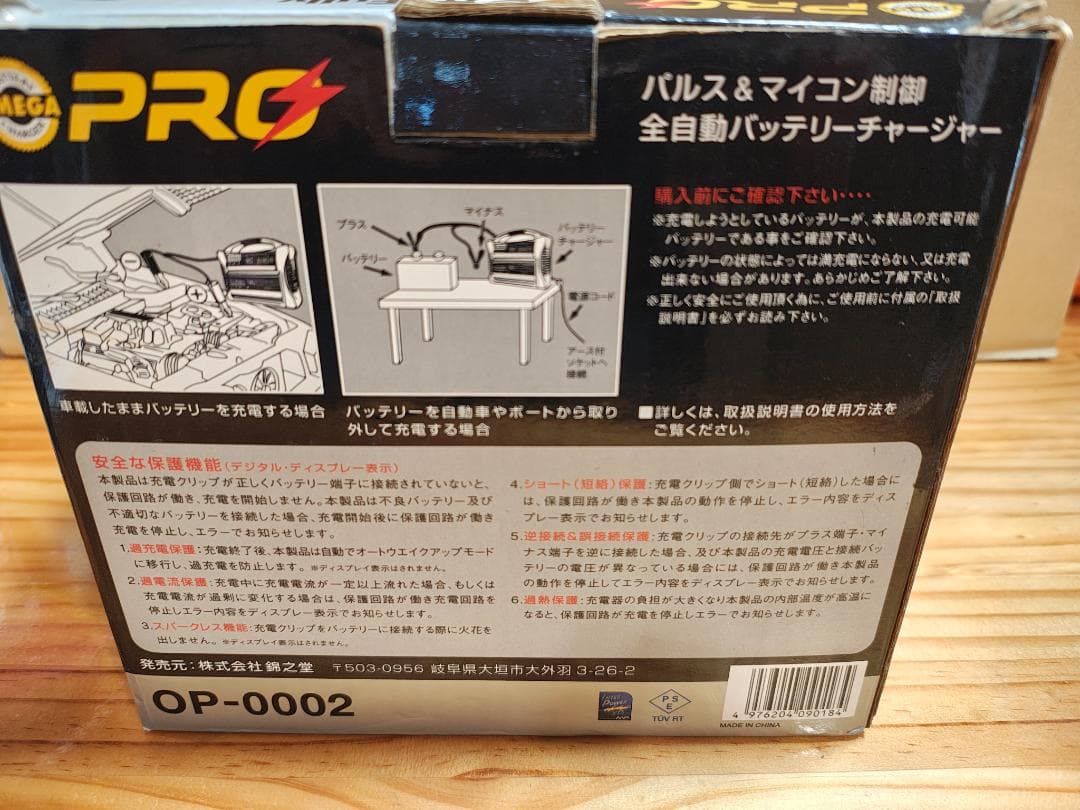 PRO
MEGA
PRO
パルス＆マイコン制御
全自動バッテリーチャージャー
購入前にご確認下さい‥‥
※充電しようとしているバッテリーが、本製品の充電可能
バッテリーである事をご確認下さい。
※バッテリーの状態によっては満充電にならない、又は充電
出来ない場合があります。あらかじめご了解下さい。
※正しく安全にご使用頂く為に、ご使用前に付属の「取扱
説明書」を必ずお読み下さい。
プラス
マイナス
バッテリー
バッテリー
チャージャー
電源コード
アース付
ソケットへ
接続
車載したままバッテリーを充電する場合
バッテリーを自動車やボートから取り
外して充電する場合
■詳しくは、取扱説明書の使用方法を
ご覧ください。
安全な保護機能(デジタル・ディスプレー表示)
本製品は充電クリップが正しくバッテリー端子に接続されていないと、
保護回路が働き、充電を開始しません。本製品は不良バッテリー及び
不適切なバッテリーを接続した場合、充電開始後に保護回路が働き
充電を停止し、エラーでお知らせします。
1.過充電保護:充電終了後、本製品は自動でオートウエイクアップモード
に移行し、過充電を防止します。※ディスプレイ表示はされません。
2.過電流保護:充電中に充電電流が一定以上流れた場合、もしくは
充電電流が過剰に変化する場合は、保護回路が働き充電回路を
停止しエラー内容をディスプレー表示でお知らせします。
3.スパークレス機能:充電クリップをバッテリーに接続する際に火花を
出しません。※ディスプレイ表示はされません。
4.ショート(短絡)保護:充電クリップ側でショート(短絡)した場合に
は、保護回路が働き本製品の動作を停止し、エラー内容をディス
プレー表示でお知らせします。
5.逆接続＆誤接続保護:充電クリップの接続先がプラス端子・マイ
ナス端子を逆に接続した場合、及び本製品の充電電圧と接続バッ
テリーの電圧が異なっている場合には、保護回路が働き本製品
の動作を停止してエラー内容をディスプレー表示でお知らせします。
6.過熱保護:充電器の負担が大きくなり本製品の内部温度が高温に
なると、保護回路が充電を停止しエラーでお知らせします。
発売元:株式会社錦之堂 〒503-0956 岐阜県大垣市大外羽3-26-2
OP-0002
Power
PS
E
TÜV RT
4 976204 090184
MADE IN CHINA